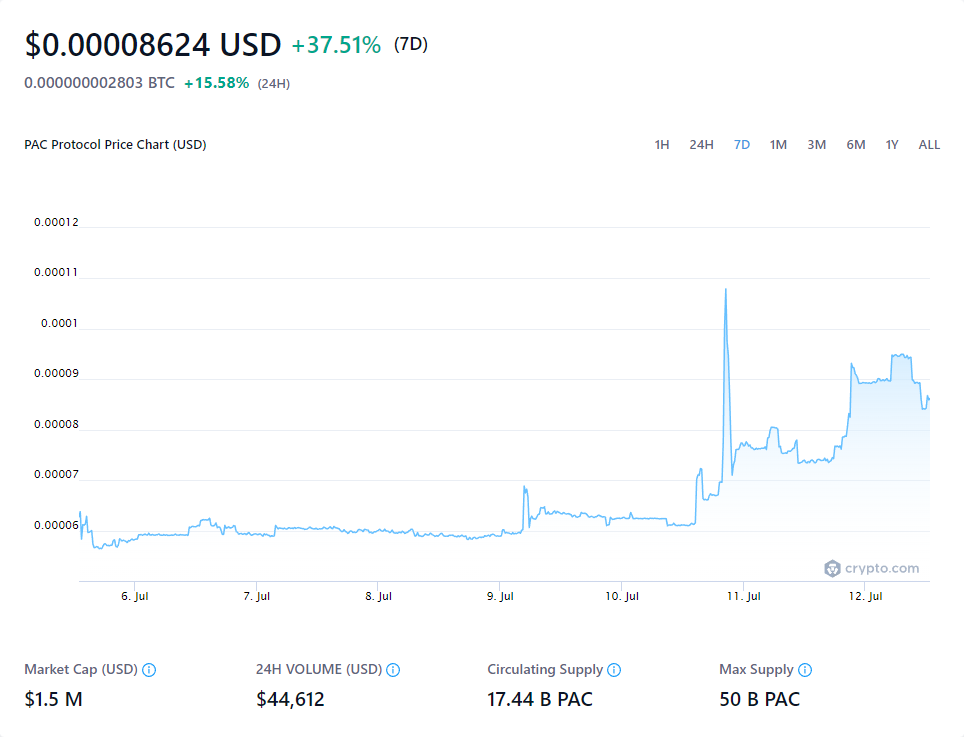 $0.00008624 USD +37.51% (7D)
0.000000002803 BTC +15.58% (24H)
PAC Protocol Price Chart (USD) 1H 24H 7D 1M 3M 6M 1Y ALL
0.00012
0.00011
0.0001
0.00009
0.00008
0.00007
0.00006
crypto.com
6. Jul 7. Jul 8. Jul 9. Jul 10. Jul 11. Jul 12. Jul
Market Cap (USD) 24H VOLUME (USD) Circulating Supply Max Supply
$1.5 M $44,612 17.44 B PAC 50 B PAC